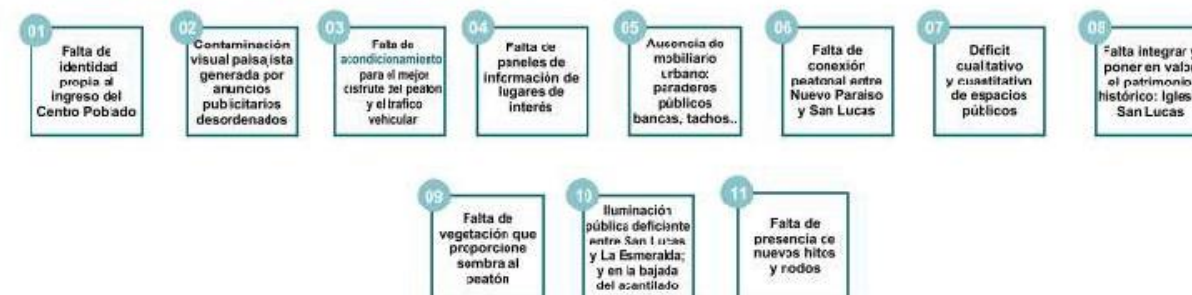 01
Falta de
identidad
propia al
ingreso del
Centro Poblado
02
Contaminación
visual paisajista
generada por
anuncios
publicitarios
desordenados
03
Falta de
acondicionamiento
para el mejor
disfrute del peaton
y el trafico
vehicular
04
Falta de
paneles de
información de
lugares de
interés
05
Ausencia de
mobiliario
urbano:
paraderos
públicos
bancas, tachos..
06
Falta de
conexión
peatonal entre
Nuevo Paraiso
y San Lucas
07
Déficit
cualitativo
y cuantitativo
de espacios
públicos
08
Falta integrar y
poner en valor
el patrimonio
histórico: Igles
San Lucas
09
Falta de
vegetación que
proporcione
sombra al
peatón
10
Iluminación
pública deficiente
entre San Lucas
y La Esmeralda;
y en la bajada
del acantilado
11
Falta de
presencia de
nuevos hitos
y nodos